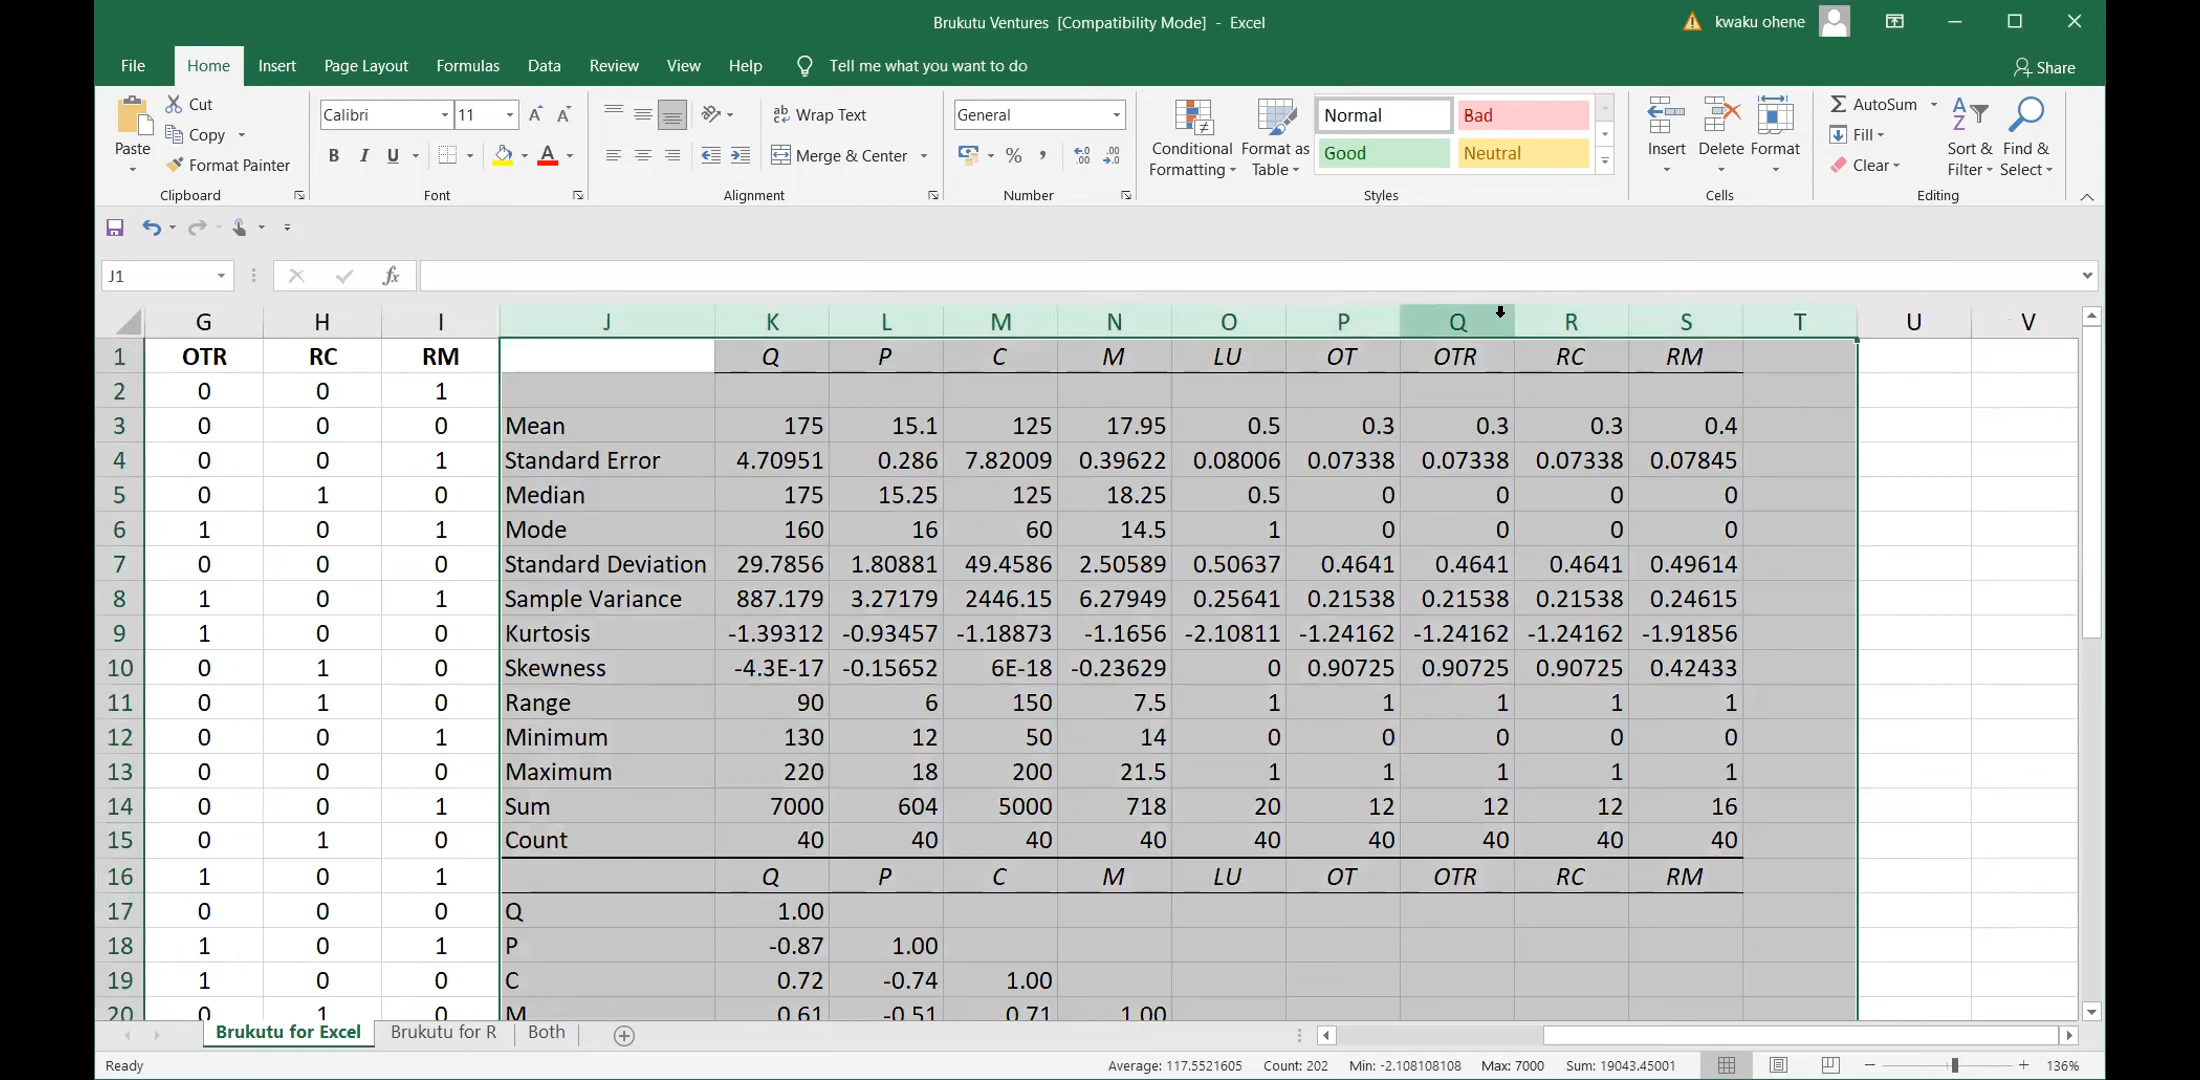 Brukutu Ventures [Compatibility Mode] - Excel
kwaku ohene
File Home Insert Page Layout Formulas Data Review View Help Tell me what you want to do
Share
Paste
Cut
Copy
Format Painter
Clipboard
Calibri 11
B I U
Font
Wrap Text
Merge & Center
Alignment
General
Number
Conditional Formatting
Format as Table
Normal Bad
Good Neutral
Styles
Insert Delete Format
Cells
AutoSum
Fill
Clear
Sort & Filter
Find & Select
Editing
J1
fx
G H I J K L M N O P Q R S T U V
1 OTR RC RM Q P C M LU OT OTR RC RM
2 0 0 1
3 0 0 0 Mean 175 15.1 125 17.95 0.5 0.3 0.3 0.3 0.4
4 0 0 1 Standard Error 4.70951 0.286 7.82009 0.39622 0.08006 0.07338 0.07338 0.07338 0.07845
5 0 1 0 Median 175 15.25 125 18.25 0.5 0 0 0 0
6 1 0 1 Mode 160 16 60 14.5 1 0 0 0 0
7 0 0 0 Standard Deviation 29.7856 1.80881 49.4586 2.50589 0.50637 0.4641 0.4641 0.4641 0.49614
8 1 0 1 Sample Variance 887.179 3.27179 2446.15 6.27949 0.25641 0.21538 0.21538 0.21538 0.24615
9 1 0 0 Kurtosis -1.39312 -0.93457 -1.18873 -1.1656 -2.10811 -1.24162 -1.24162 -1.24162 -1.91856
10 0 1 0 Skewness -4.3E-17 -0.15652 6E-18 -0.23629 0 0.90725 0.90725 0.90725 0.42433
11 0 1 0 Range 90 6 150 7.5 1 1 1 1 1
12 0 0 1 Minimum 130 12 50 14 0 0 0 0 0
13 0 0 0 Maximum 220 18 200 21.5 1 1 1 1 1
14 0 0 1 Sum 7000 604 5000 718 20 12 12 12 16
15 0 1 0 Count 40 40 40 40 40 40 40 40 40
16 1 0 1 Q P C M LU OT OTR RC RM
17 0 0 0 Q 1.00
18 1 0 1 P -0.87 1.00
19 1 0 0 C 0.72 -0.74 1.00
20 0 1 0 M 0.61 -0.51 0.71 1.00
Brukutu for Excel Brukutu for R Both
Ready Average: 117.5521605 Count: 202 Min: -2.108108108 Max: 7000 Sum: 19043.45001 136%